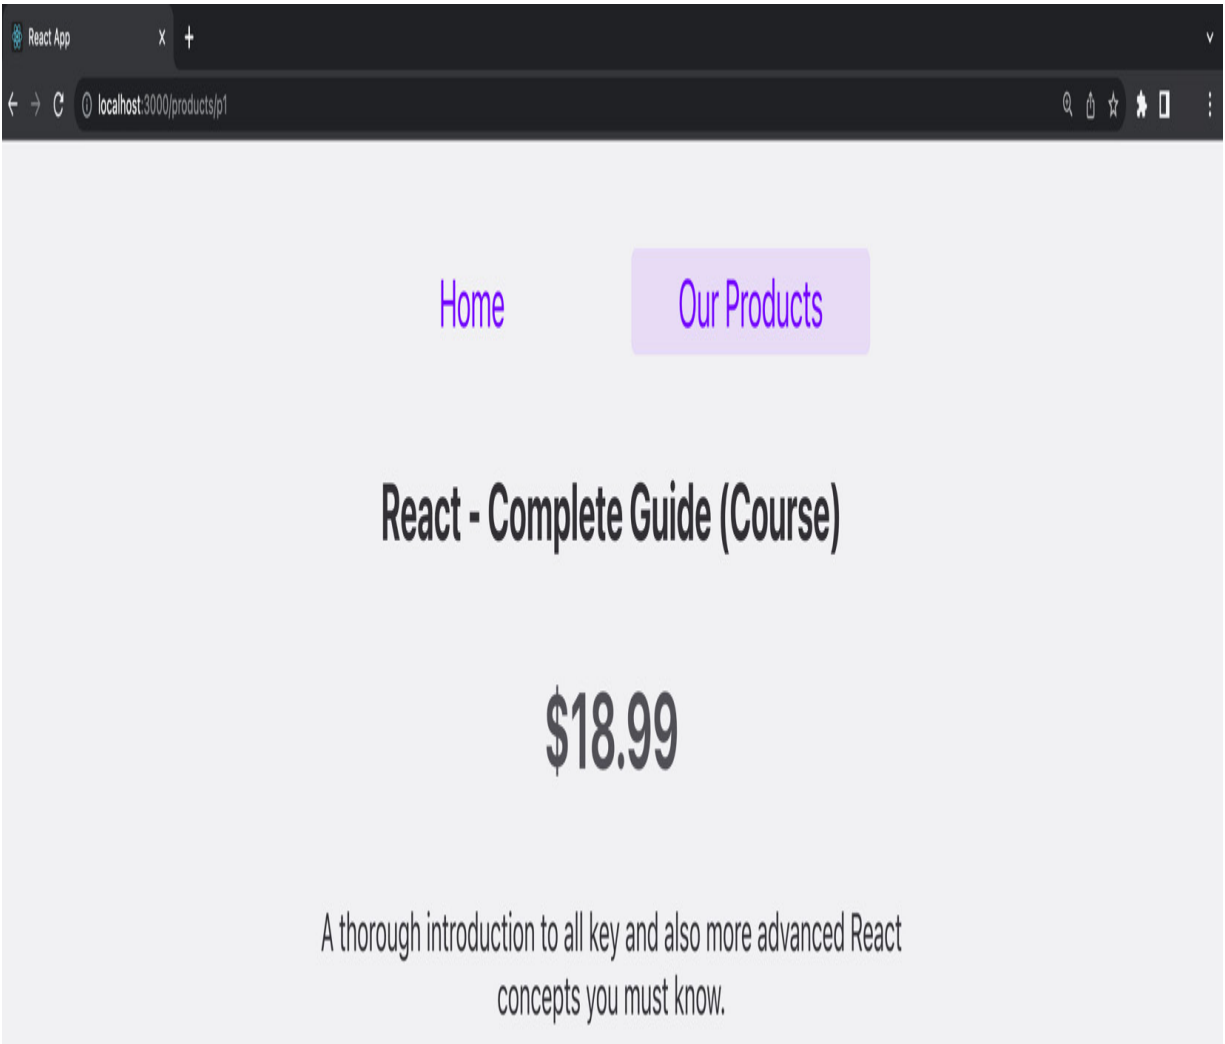 React App
localhost:3000/products/p1
Home Our Products
React - Complete Guide (Course)
$18.99
A thorough introduction to all key and also more advanced React
concepts you must know.